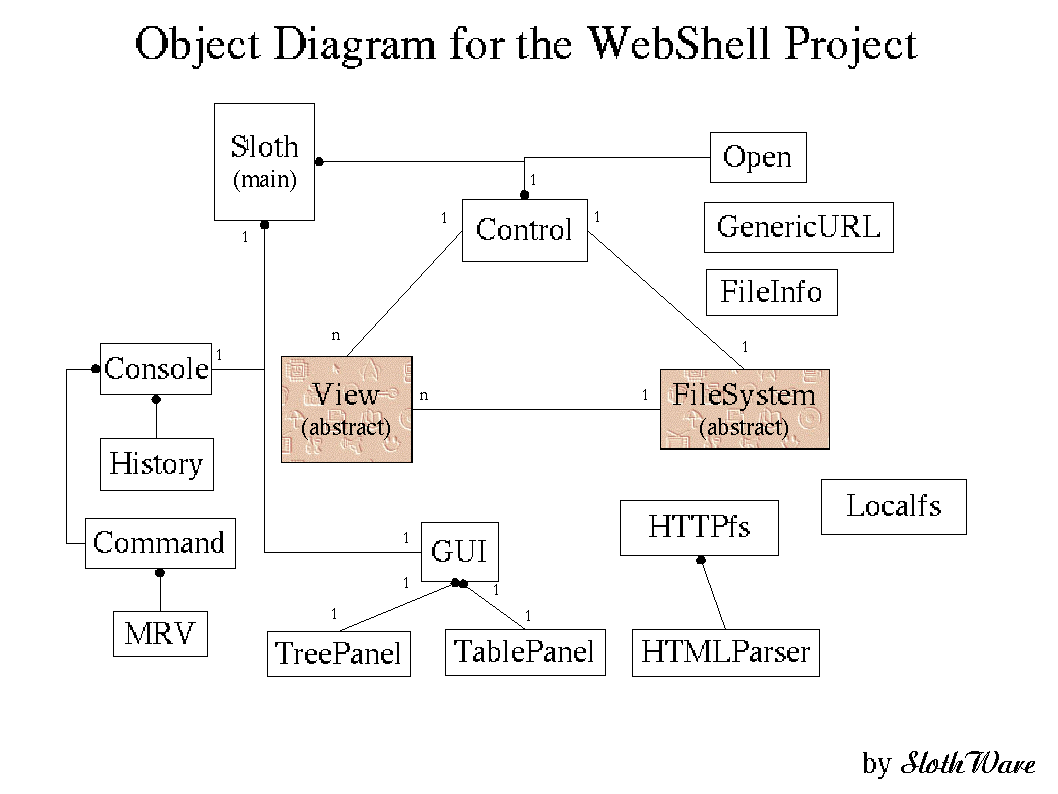 Object Diagram for the WebShell Project
Sloth
1
(main)
Open
1
Control
1
1
GenericURL
1
FileInfo
n
1
Console
1
View
(abstract)
n
1
FileSystem
(abstract)
History
Localfs
HTTPfs
Command
1
GUI
1
1
MRV
1
1
TreePanel
TablePanel
HTMLParser
by SlothWare